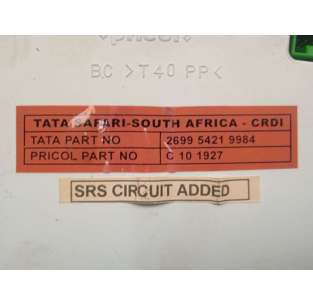 pricol
BC >T40 PP<
TATA SAFARI-SOUTH AFRICA - CRDI
TATA PART NO 2699 5421 9984
PRICOL PART NO C 10 1927
SRS CIRCUIT ADDED